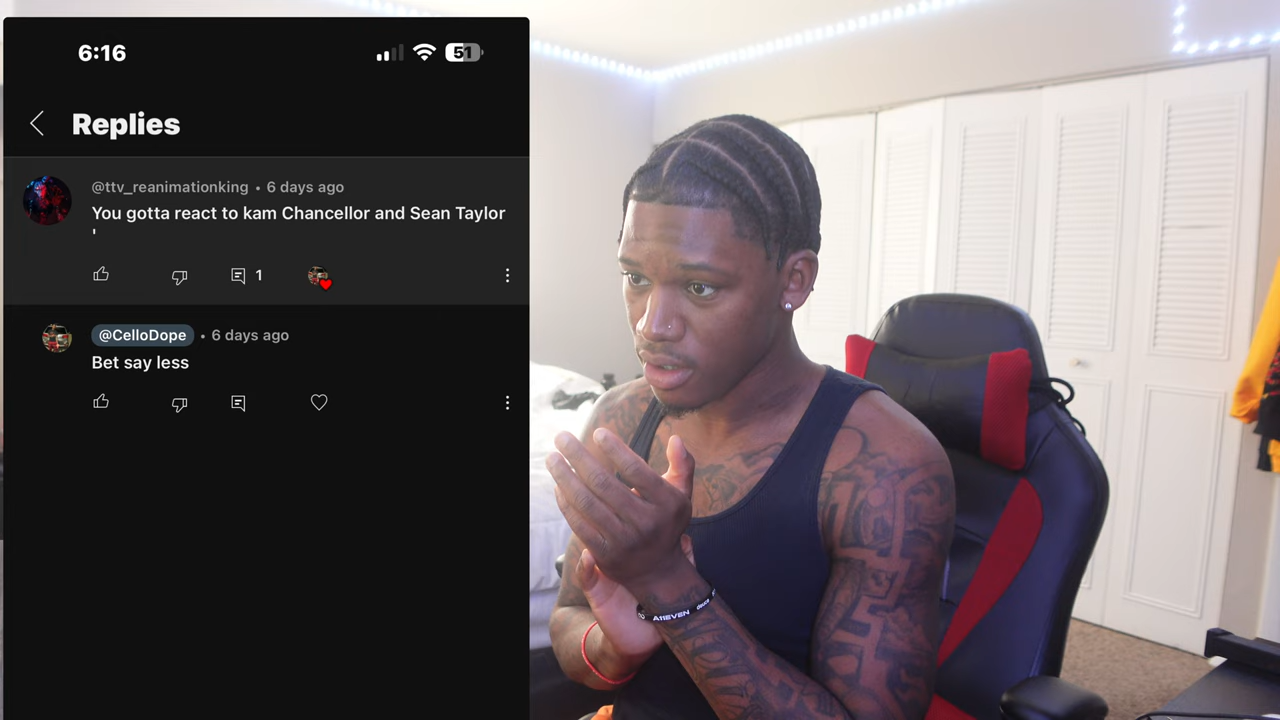 6:16
51
Replies
@ttv_reanimationking • 6 days ago
You gotta react to kam Chancellor and Sean Taylor
'
1
@CelloDope • 6 days ago
Bet say less
A11EVEN